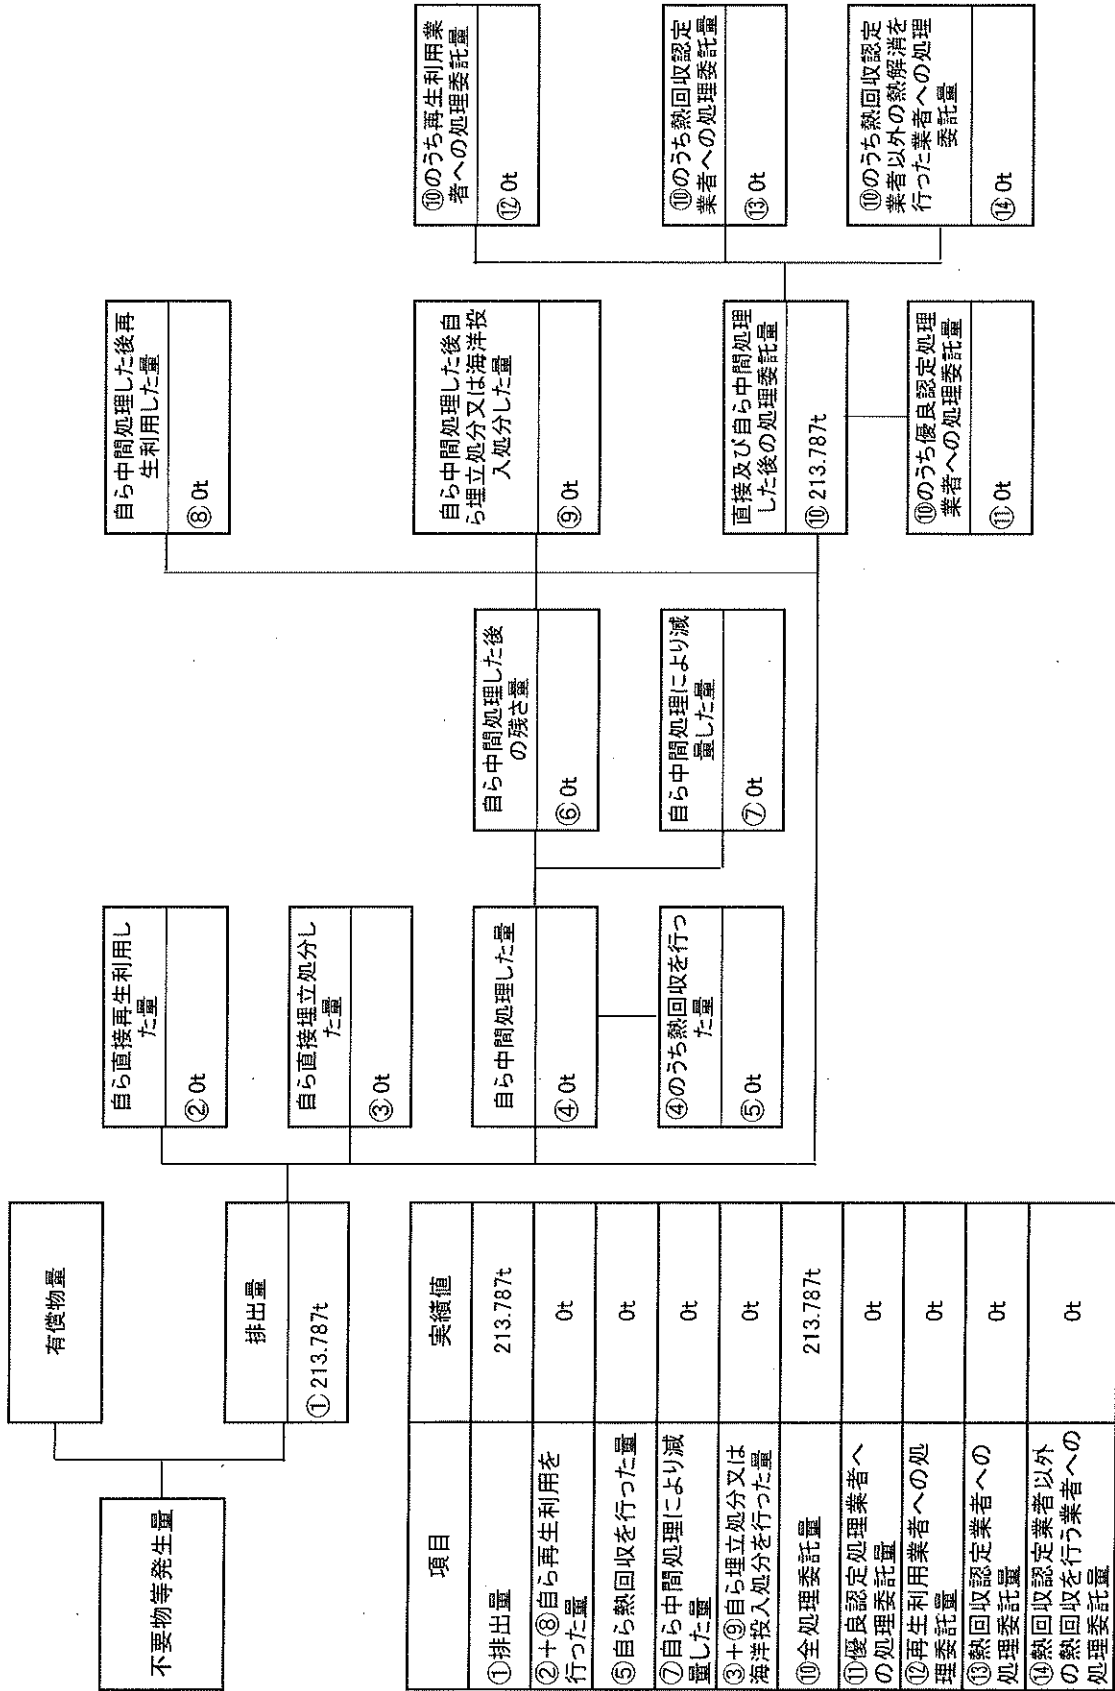 不要物等発生量
有償物量
排出量
① 213.787t
自ら直接再生利用し
た量
② 0t
自ら直接埋立処分し
た量
③ 0t
自ら中間処理した量
④ 0t
④のうち熱回収を行っ
た量
⑤ 0t
自ら中間処理した後
の残さ量
⑥ 0t
自ら中間処理により減
量した量
⑦ 0t
自ら中間処理した後再
生利用した量
⑧ 0t
自ら中間処理した後自
ら埋立処分又は海洋投
入処分した量
⑨ 0t
直接及び自ら中間処理
した後の処理委託量
⑩ 213.787t
⑩のうち優良認定処理
業者への処理委託量
⑪ 0t
⑩のうち再生利用業
者への処理委託量
⑫ 0t
⑩のうち熱回収認定
業者への処理委託量
⑬ 0t
⑩のうち熱回収認定
業者以外の熱解消を
行った業者への処理
委託量
⑭ 0t
項目 実績値
①排出量 213.787t
②+⑧自ら再生利用を
行った量 0t
⑤自ら熱回収を行った量 0t
⑦自ら中間処理により減
量した量 0t
③+⑨自ら埋立処分又は
海洋投入処分を行った量 0t
⑩全処理委託量 213.787t
⑪優良認定処理業者へ
の処理委託量 0t
⑫再生利用業者への処
理委託量 0t
⑬熱回収認定業者への
処理委託量 0t
⑭熱回収認定業者以外
の熱回収を行う業者への
処理委託量 0t